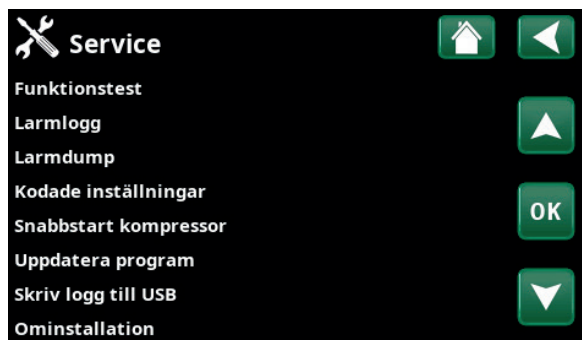 Service
Funktionstest
Larmlogg
Larmdump
Kodade inställningar
Snabbstart kompressor
OK
Uppdatera program
Skriv logg till USB
Ominstallation